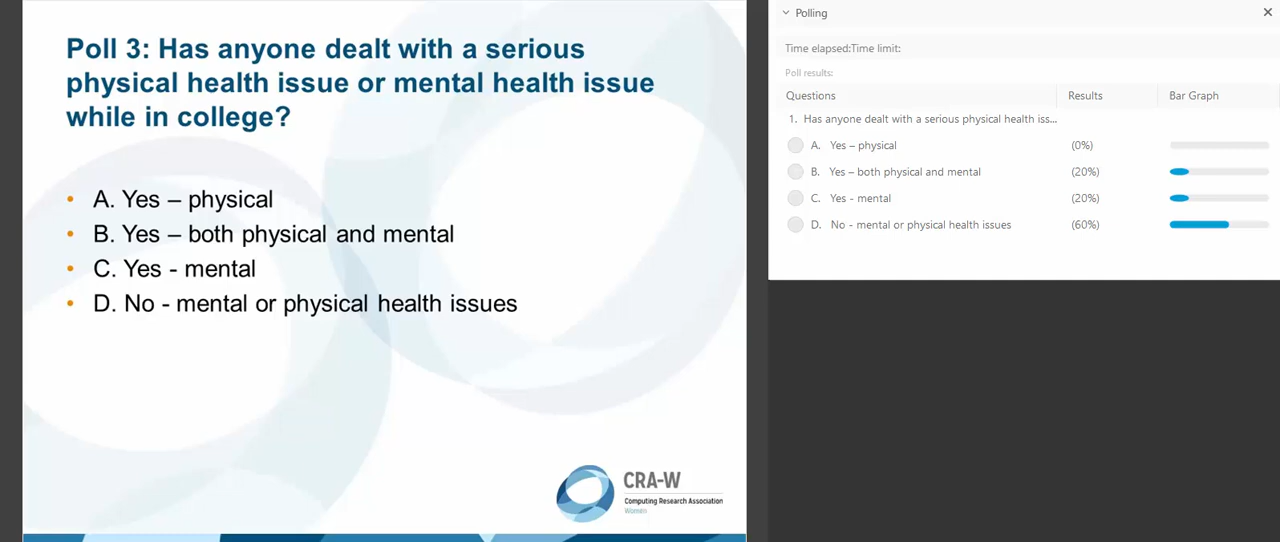 Poll 3: Has anyone dealt with a serious
physical health issue or mental health issue
while in college?
• A. Yes – physical
• B. Yes – both physical and mental
• C. Yes - mental
• D. No - mental or physical health issues
CRA-W
Computing Research Association
Women
Polling
Time elapsed:Time limit:
Poll results:
Questions Results Bar Graph
1. Has anyone dealt with a serious physical health iss...
A. Yes – physical (0%)
B. Yes – both physical and mental (20%)
C. Yes - mental (20%)
D. No - mental or physical health issues (60%)